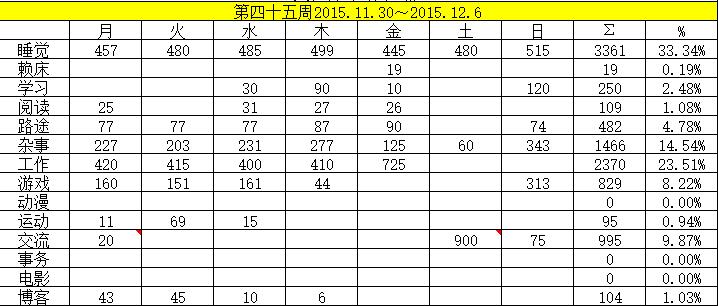 第四十五周2015.11.30～2015.12.6
月 火 水 木 金 土 日 Σ %
睡觉 457 480 485 499 445 480 515 3361 33.34%
赖床 19 19 0.19%
学习 30 90 10 120 250 2.48%
阅读 25 31 27 26 109 1.08%
路途 77 77 77 87 90 74 482 4.78%
杂事 227 203 231 277 125 60 343 1466 14.54%
工作 420 415 400 410 725 2370 23.51%
游戏 160 151 161 44 313 829 8.22%
动漫 0 0.00%
运动 11 69 15 95 0.94%
交流 20 900 75 995 9.87%
事务 0 0.00%
电影 0 0.00%
博客 43 45 10 6 104 1.03%